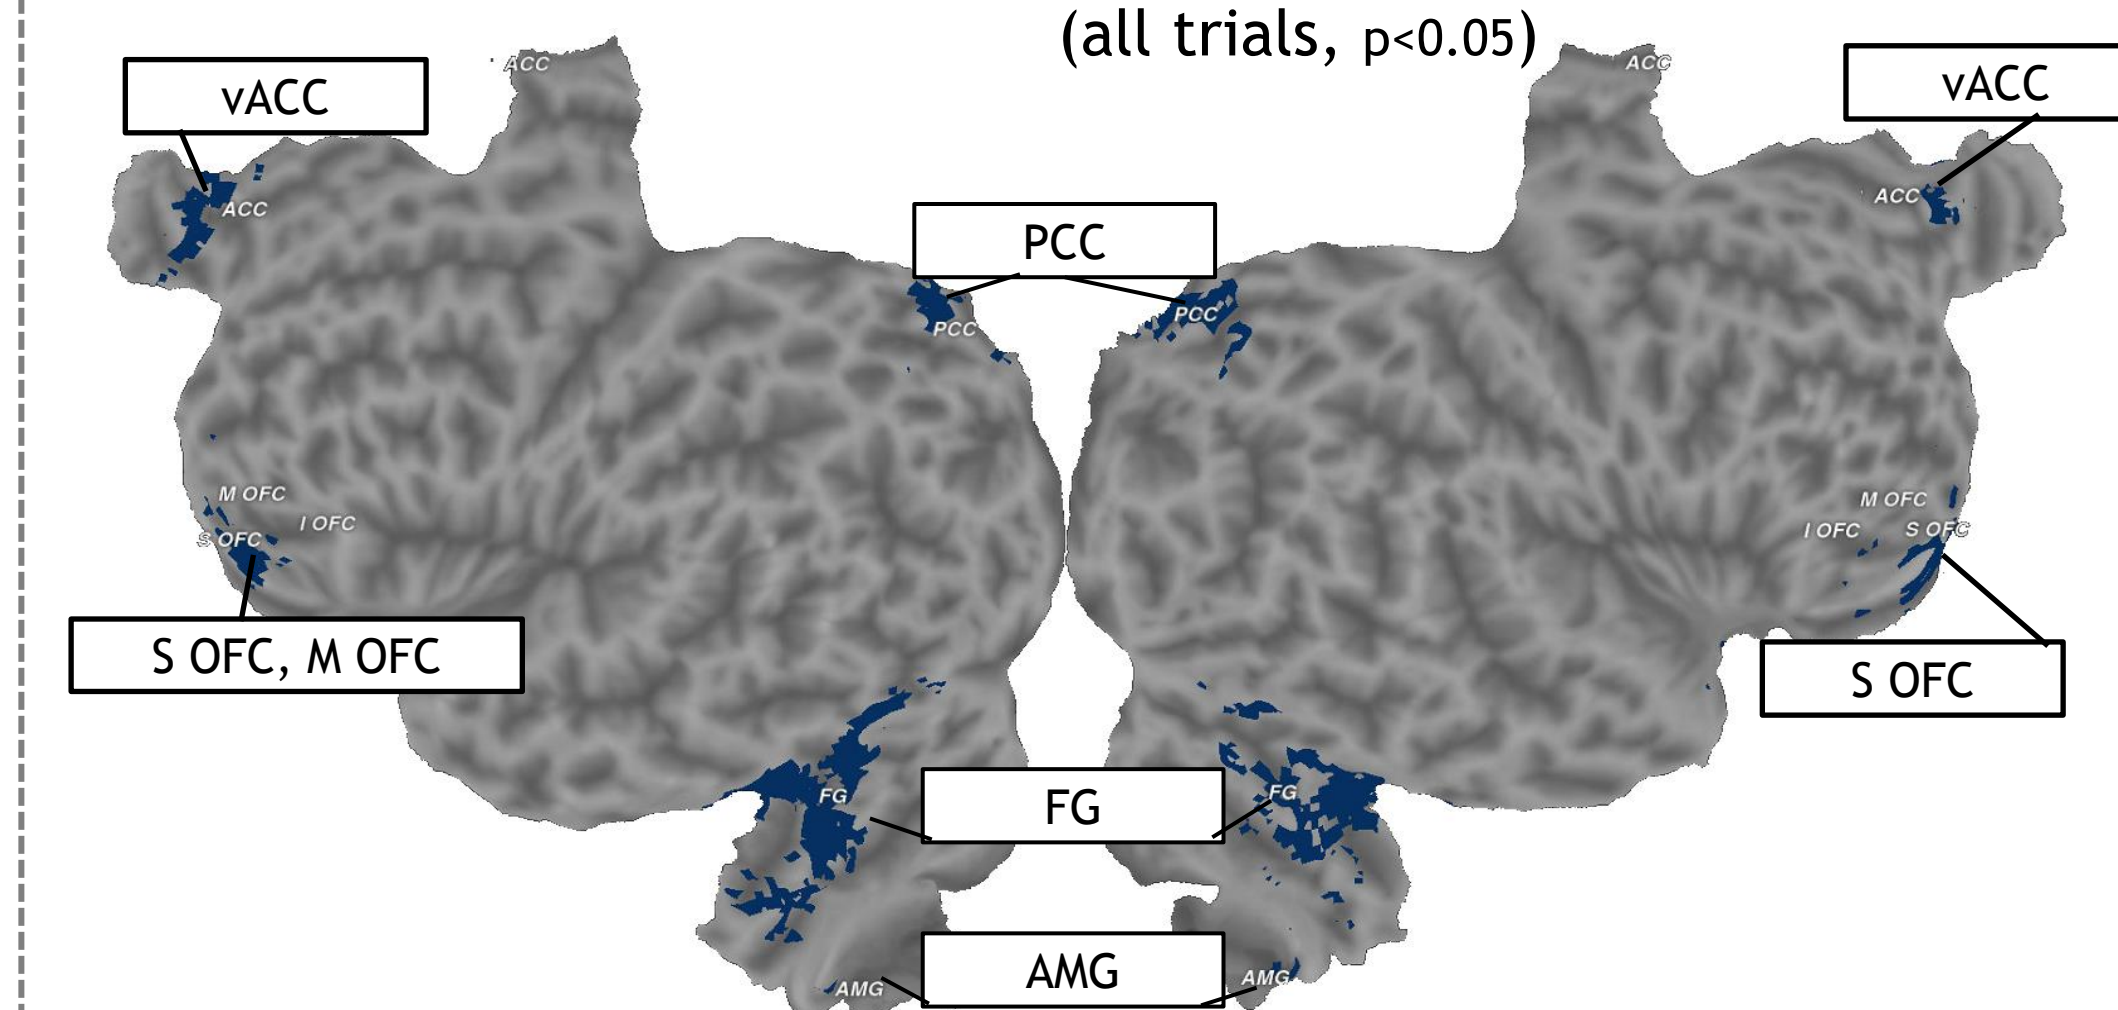 (all trials, p<0.05)
ACC
ACC
vACC
vACC
ACC
ACC
PCC
PCC
PCC
M OFC
I OFC
S OFC
M OFC
I OFC
S OFC
S OFC, M OFC
S OFC
FG
FG
FG
AMG
AMG
AMG